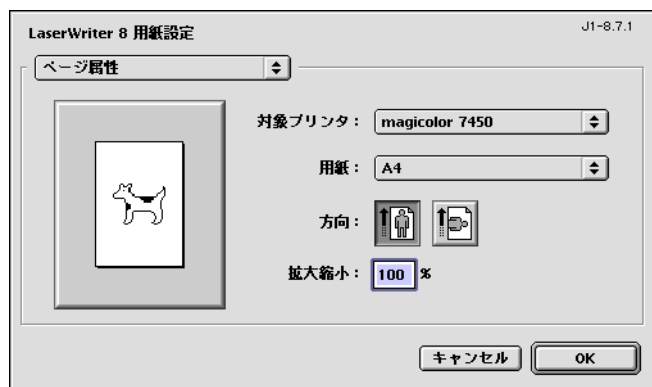 LaserWriter 8 用紙設定
J1-8.7.1
ページ属性
対象プリンタ： magicolor 7450
用紙： A4
方向：
拡大縮小： 100 %
キャンセル
OK